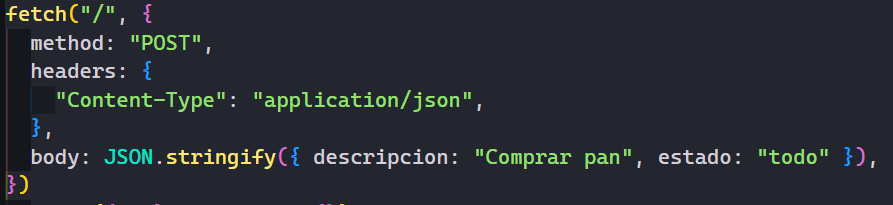 fetch("/", {
method: "POST",
headers: {
"Content-Type": "application/json",
},
body: JSON.stringify({ descripcion: "Comprar pan", estado: "todo" }),
})